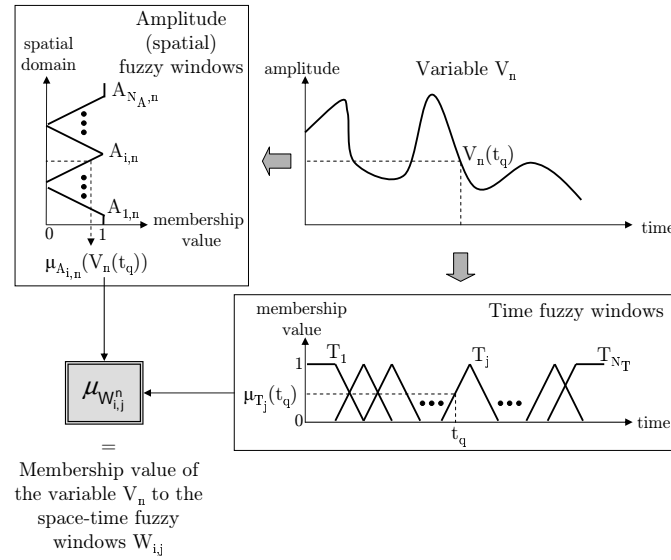 Amplitude
(spatial)
fuzzy windows
spatial
domain
A_{N_A,n}
A_{i,n}
A_{1,n}
membership
value
0 1
μ_{A_{i,n}}(V_n(t_q))
amplitude
Variable V_n
V_n(t_q)
time
Time fuzzy windows
membership
value
T_1
T_j
T_{N_T}
1
μ_{T_j}(t_q)
0
time
t_q
μ_{W^n_{i,j}}
=
Membership value of
the variable V_n to the
space-time fuzzy
windows W_{i,j}